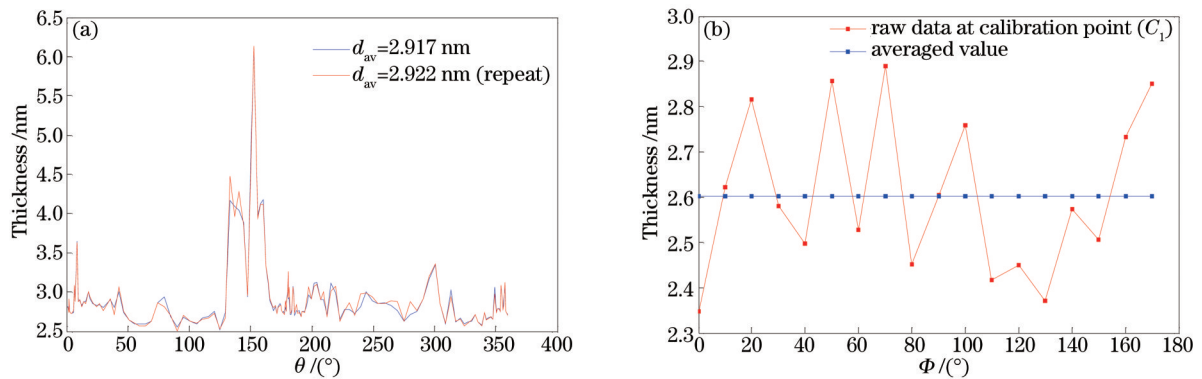 (a)
d_av=2.917 nm
d_av=2.922 nm (repeat)
6.5
6.0
5.5
5.0
4.5
4.0
3.5
3.0
2.5
Thickness /nm
0 50 100 150 200 250 300 350 400
θ /(°)
(b)
raw data at calibration point (C_1)
averaged value
3.0
2.9
2.8
2.7
2.6
2.5
2.4
2.3
Thickness /nm
0 20 40 60 80 100 120 140 160 180
Φ /(°)